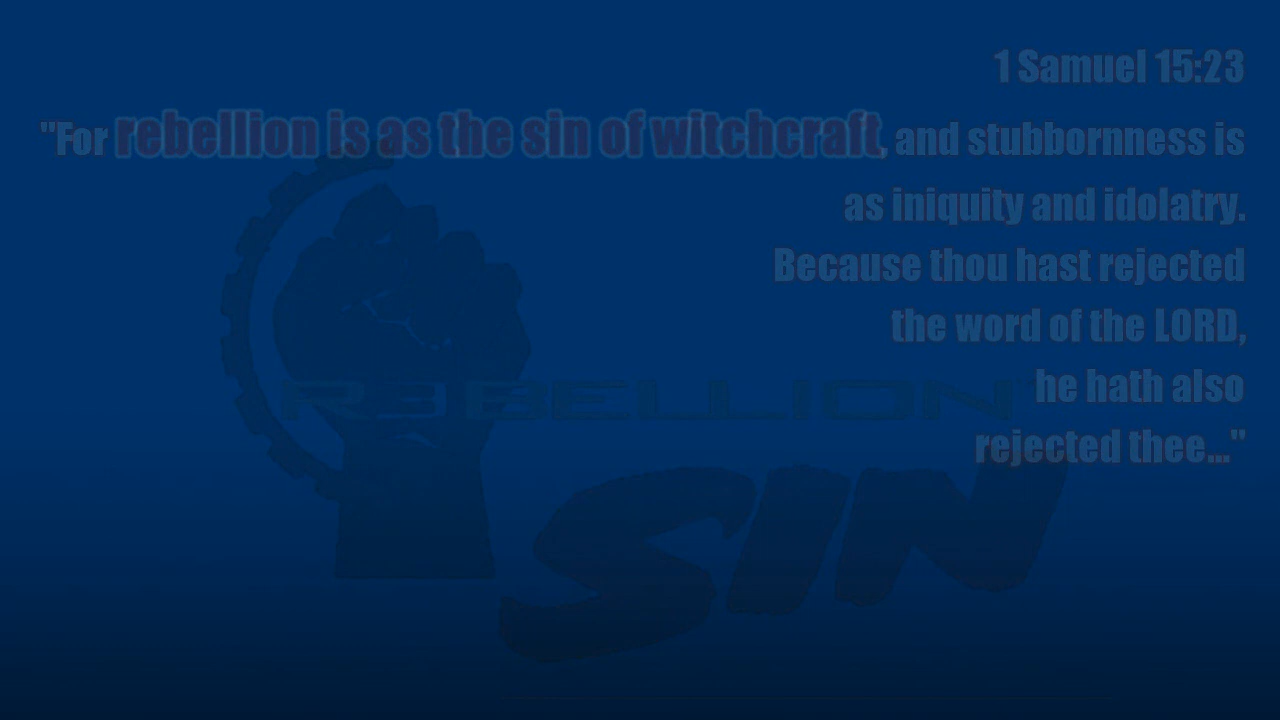 1 Samuel 15:23
"For rebellion is as the sin of witchcraft, and stubbornness is
as iniquity and idolatry.
Because thou hast rejected
the word of the LORD,
he hath also
rejected thee..."
REBELLION
SIN